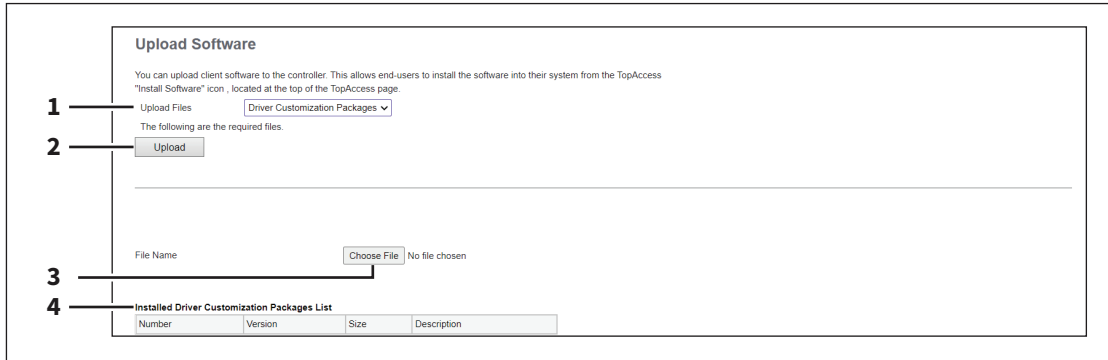 Upload Software
You can upload client software to the controller. This allows end-users to install the software into their system from the TopAccess
"Install Software" icon , located at the top of the TopAccess page.
1 Upload Files Driver Customization Packages
The following are the required files.
2 Upload
File Name Choose File No file chosen
3
4 Installed Driver Customization Packages List
Number Version Size Description